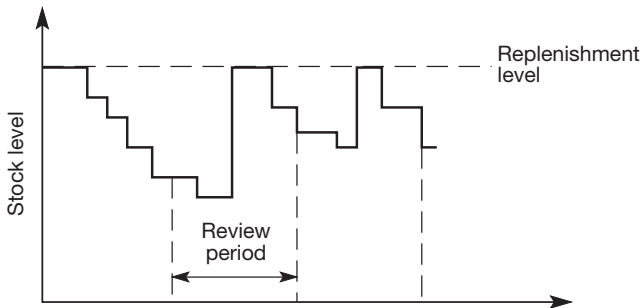 Replenishment
level
Stock level
Review
period